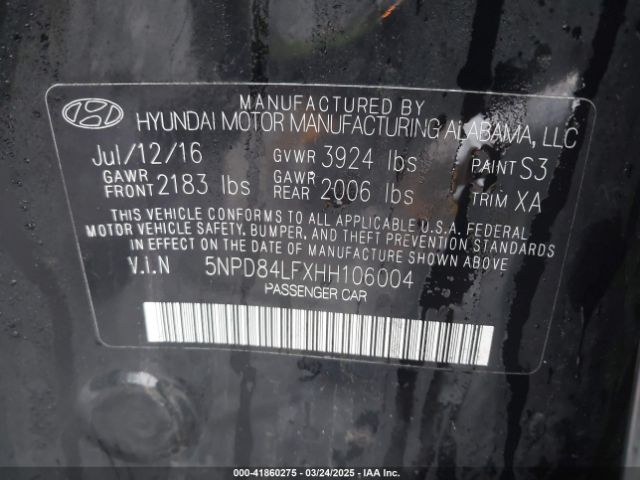 MANUFACTURED BY
HYUNDAI MOTOR MANUFACTURING ALABAMA, LLC
Jul/12/16 GVWR 3924 lbs PAINT S3
GAWR FRONT 2183 lbs GAWR REAR 2006 lbs TRIM XA
THIS VEHICLE CONFORMS TO ALL APPLICABLE U.S.A. FEDERAL
MOTOR VEHICLE SAFETY, BUMPER, AND THEFT PREVENTION STANDARDS
IN EFFECT ON THE DATE OF MANUFACTURE SHOWN ABOVE
V.I.N 5NPD84LFXHH106004
PASSENGER CAR
000-41860275 - 03/24/2025 - IAA Inc.